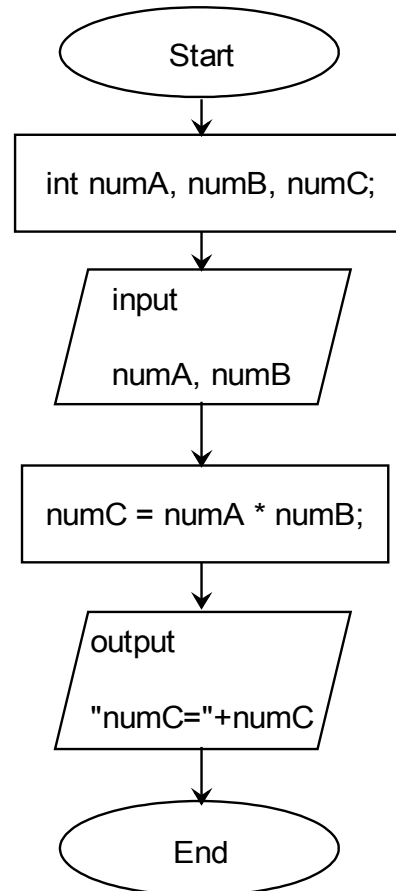 Start
int numA, numB, numC;
input
numA, numB
numC = numA * numB;
output
"numC="+numC
End